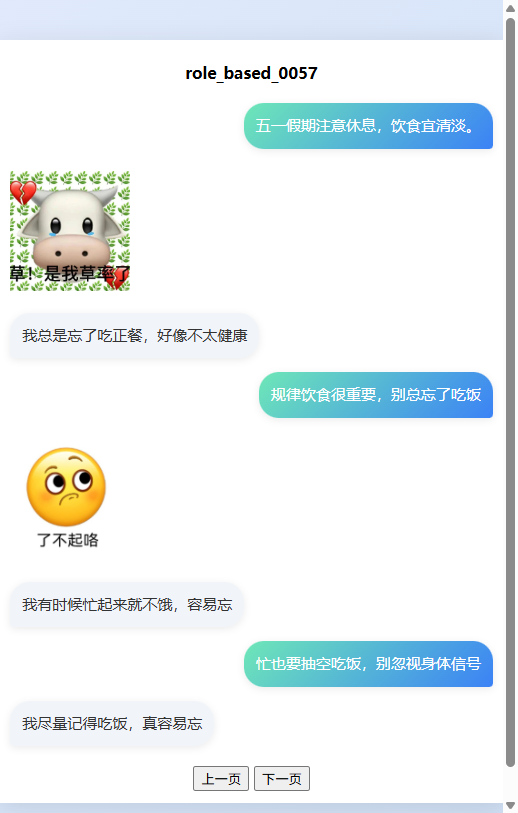 role_based_0057
五一假期注意休息，饮食宜清淡。
草！是我草率了
我总是忘了吃正餐，好像不太健康
规律饮食很重要，别总忘了吃饭
了不起咯
我有时候忙起来就不饿，容易忘
忙也要抽空吃饭，别忽视身体信号
我尽量记得吃饭，真容易忘
上一页 下一页